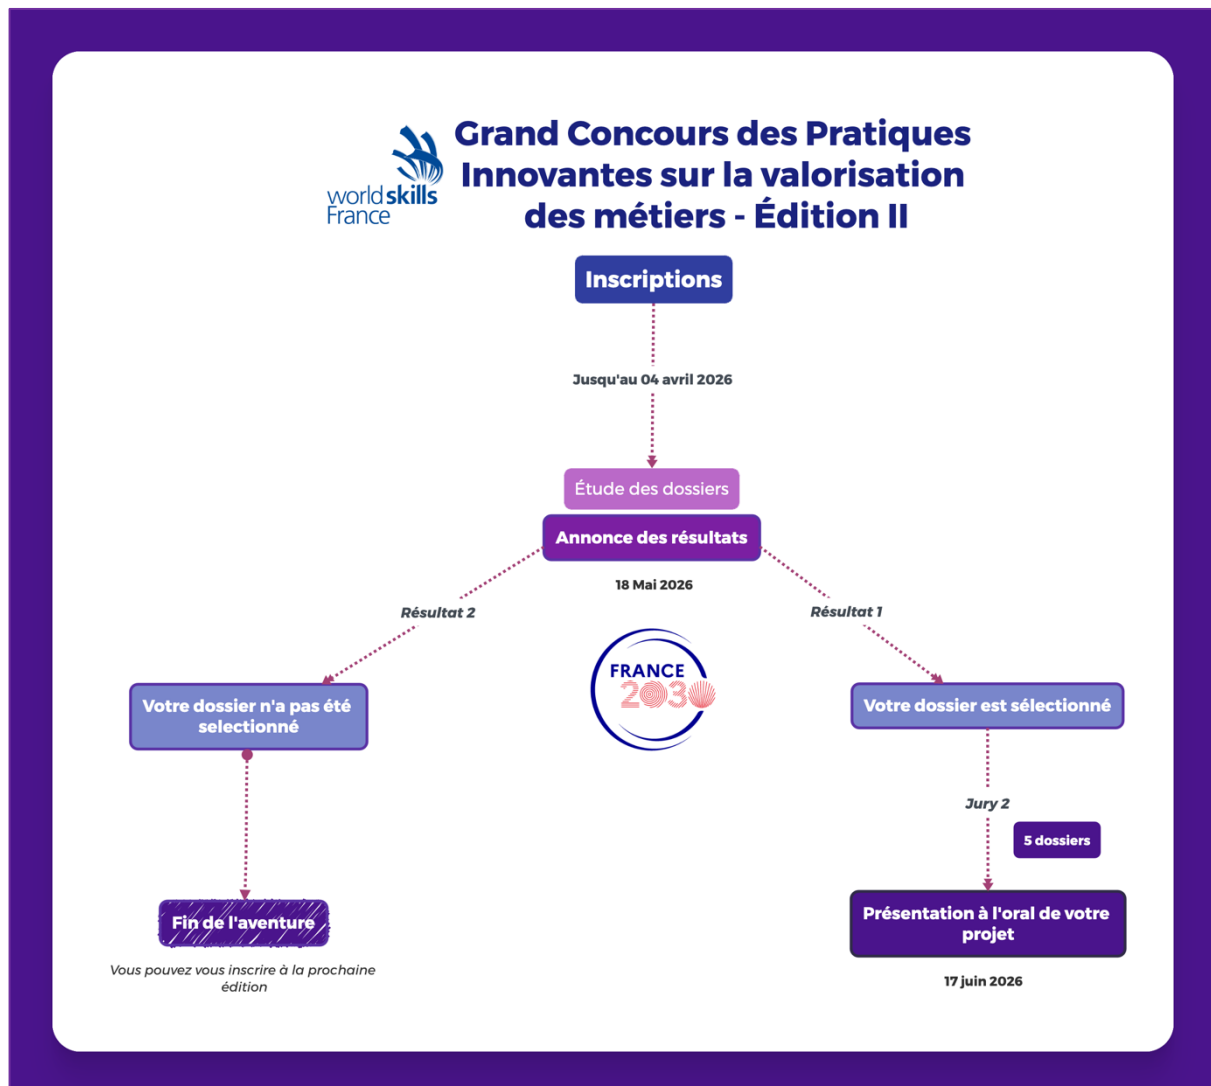 Grand Concours des Pratiques
Innovantes sur la valorisation
des métiers - Édition II
worldskills
France
Inscriptions
Jusqu'au 04 avril 2026
Étude des dossiers
Annonce des résultats
18 Mai 2026
Résultat 2
Résultat 1
FRANCE
2030
Votre dossier n'a pas été
selectionné
Votre dossier est sélectionné
Jury 2
5 dossiers
Fin de l'aventure
Vous pouvez vous inscrire à la prochaine
édition
Présentation à l'oral de votre
projet
17 juin 2026